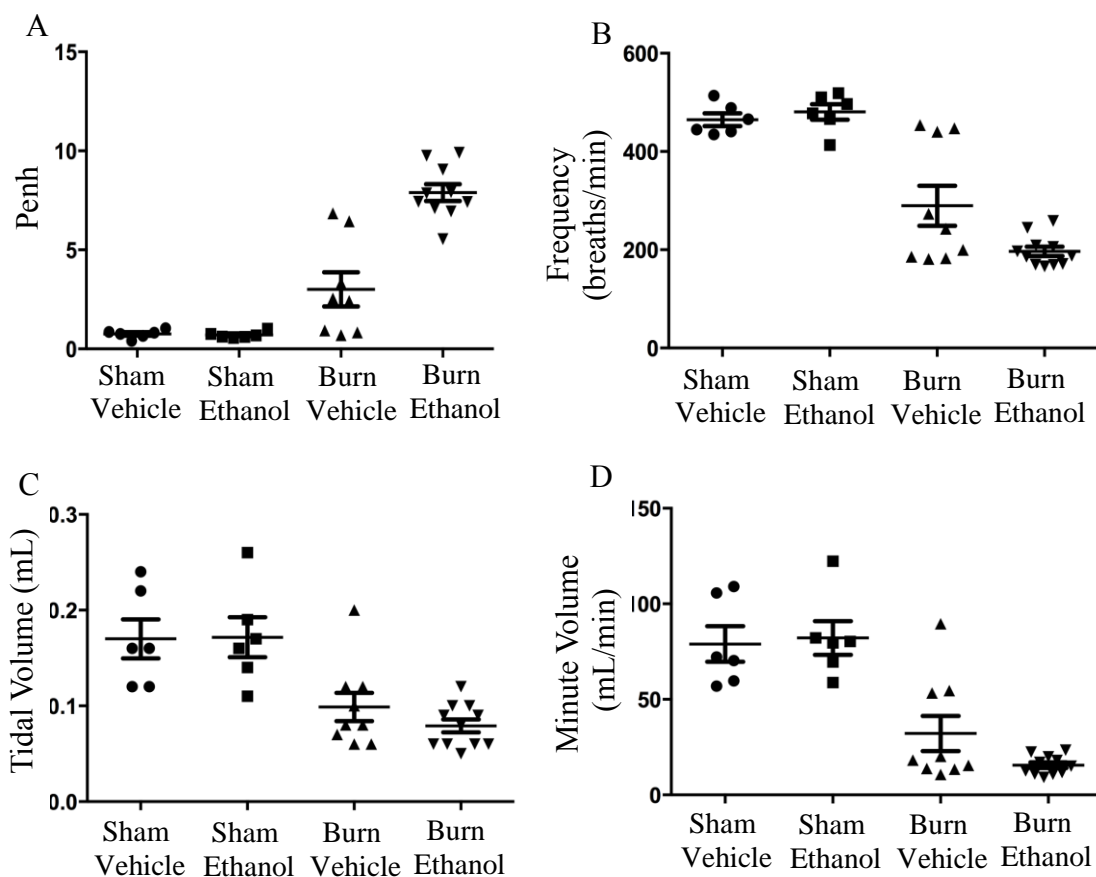 A
Penh
15
10
5
0
Sham
Vehicle
Sham
Ethanol
Burn
Vehicle
Burn
Ethanol
B
Frequency
(breaths/min)
600
400
200
0
Sham
Vehicle
Sham
Ethanol
Burn
Vehicle
Burn
Ethanol
C
Tidal Volume (mL)
0.3
0.2
0.1
0.0
Sham
Vehicle
Sham
Ethanol
Burn
Vehicle
Burn
Ethanol
D
Minute Volume
(mL/min)
150
100
50
0
Sham
Vehicle
Sham
Ethanol
Burn
Vehicle
Burn
Ethanol